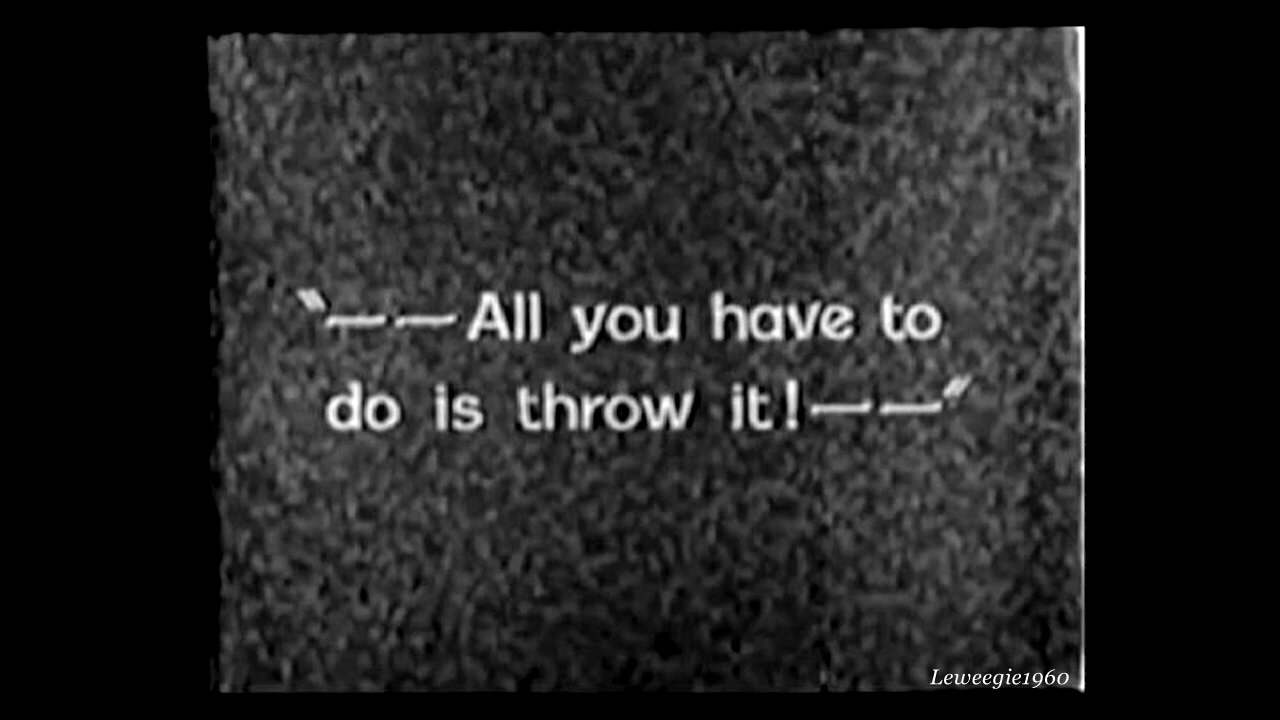 "——All you have to
do is throw it!——"
Leweegie1960